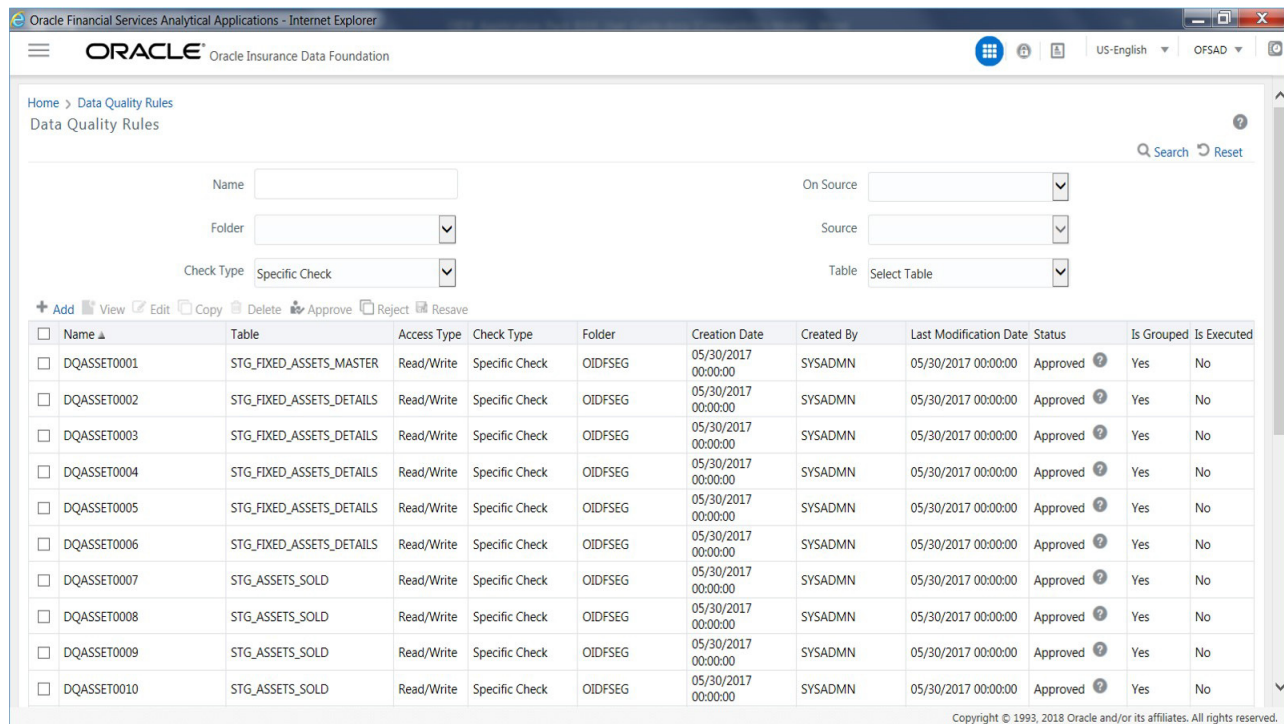 Oracle Financial Services Analytical Applications - Internet Explorer
ORACLE® Oracle Insurance Data Foundation
US-English OFSAD
Home > Data Quality Rules
Data Quality Rules
Search Reset
Name On Source
Folder Source
Check Type Specific Check Table Select Table
Add View Edit Copy Delete Approve Reject Resave
Name Table Access Type Check Type Folder Creation Date Created By Last Modification Date Status Is Grouped Is Executed
DQASSET0001 STG_FIXED_ASSETS_MASTER Read/Write Specific Check OIDFSEG 05/30/2017 00:00:00 SYSADMN 05/30/2017 00:00:00 Approved Yes No
DQASSET0002 STG_FIXED_ASSETS_DETAILS Read/Write Specific Check OIDFSEG 05/30/2017 00:00:00 SYSADMN 05/30/2017 00:00:00 Approved Yes No
DQASSET0003 STG_FIXED_ASSETS_DETAILS Read/Write Specific Check OIDFSEG 05/30/2017 00:00:00 SYSADMN 05/30/2017 00:00:00 Approved Yes No
DQASSET0004 STG_FIXED_ASSETS_DETAILS Read/Write Specific Check OIDFSEG 05/30/2017 00:00:00 SYSADMN 05/30/2017 00:00:00 Approved Yes No
DQASSET0005 STG_FIXED_ASSETS_DETAILS Read/Write Specific Check OIDFSEG 05/30/2017 00:00:00 SYSADMN 05/30/2017 00:00:00 Approved Yes No
DQASSET0006 STG_FIXED_ASSETS_DETAILS Read/Write Specific Check OIDFSEG 05/30/2017 00:00:00 SYSADMN 05/30/2017 00:00:00 Approved Yes No
DQASSET0007 STG_ASSETS_SOLD Read/Write Specific Check OIDFSEG 05/30/2017 00:00:00 SYSADMN 05/30/2017 00:00:00 Approved Yes No
DQASSET0008 STG_ASSETS_SOLD Read/Write Specific Check OIDFSEG 05/30/2017 00:00:00 SYSADMN 05/30/2017 00:00:00 Approved Yes No
DQASSET0009 STG_ASSETS_SOLD Read/Write Specific Check OIDFSEG 05/30/2017 00:00:00 SYSADMN 05/30/2017 00:00:00 Approved Yes No
DQASSET0010 STG_ASSETS_SOLD Read/Write Specific Check OIDFSEG 05/30/2017 00:00:00 SYSADMN 05/30/2017 00:00:00 Approved Yes No
Copyright © 1993, 2018 Oracle and/or its affiliates. All rights reserved.